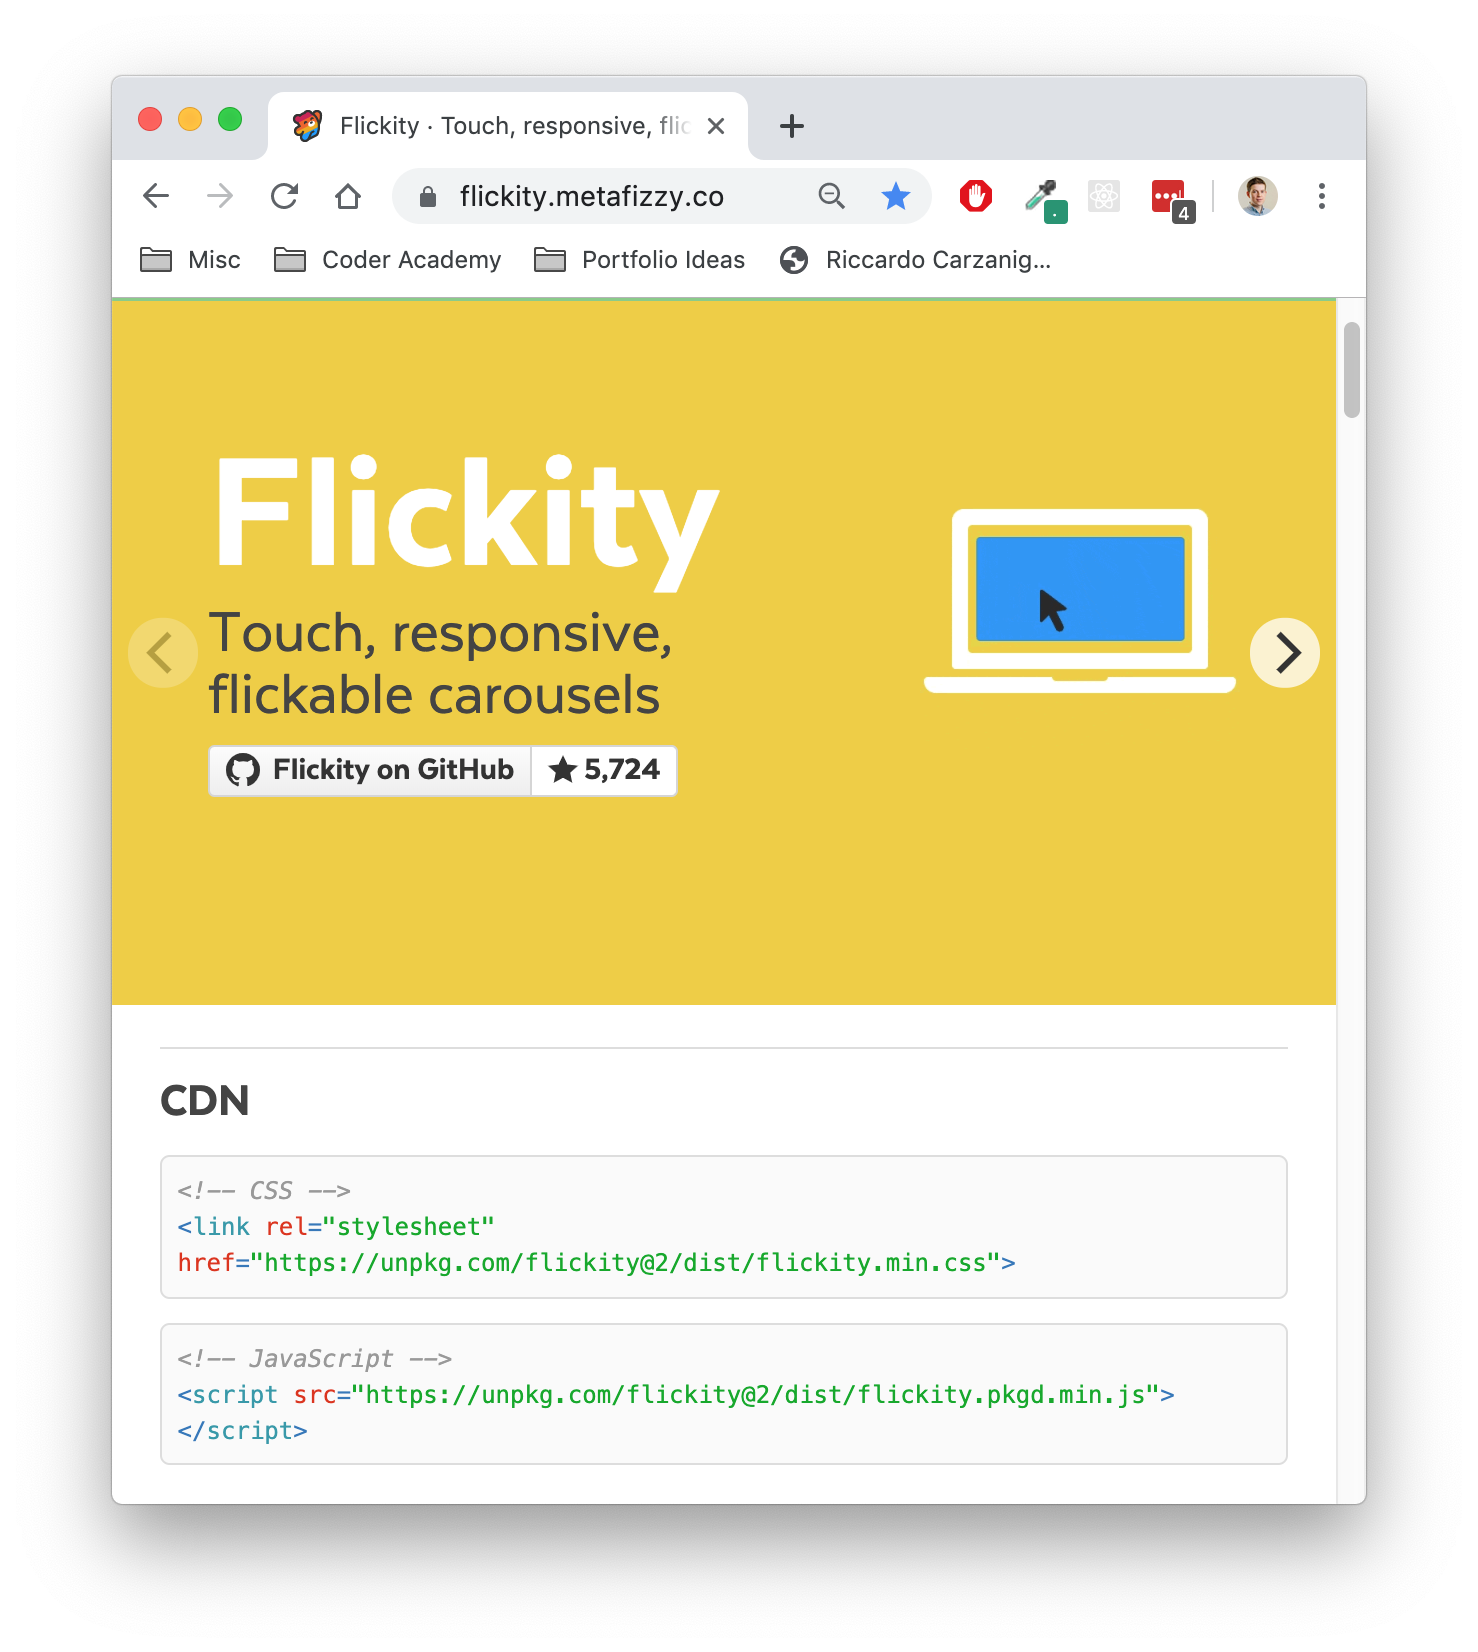 Flickity · Touch, responsive, flic
flickity.metafizzy.co
4
Misc
Coder Academy
Portfolio Ideas
Riccardo Carzanig...
Flickity
Touch, responsive,
flickable carousels
Flickity on GitHub
5,724
CDN
<!-- CSS -->
<link rel="stylesheet"
href="https://unpkg.com/flickity@2/dist/flickity.min.css">
<!-- JavaScript -->
<script src="https://unpkg.com/flickity@2/dist/flickity.pkgd.min.js">
</script>